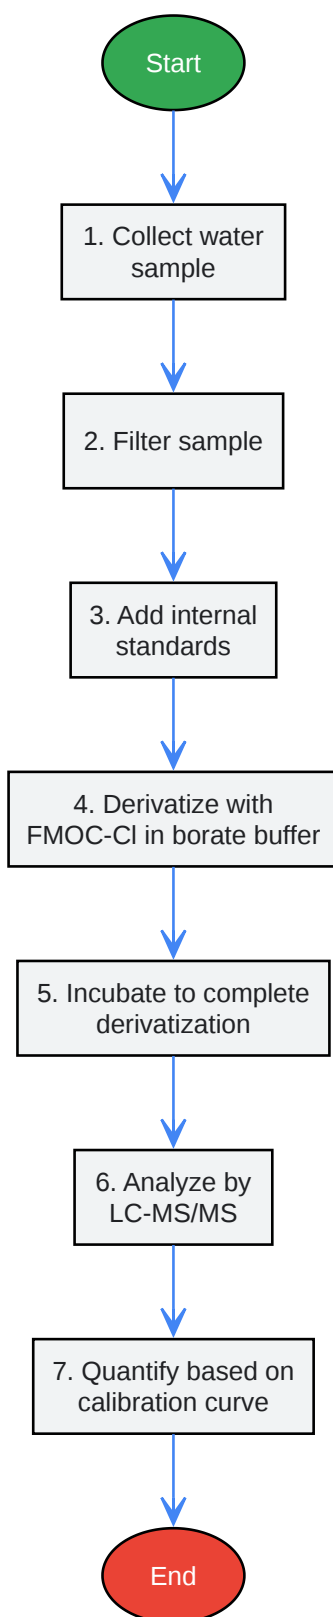 Start
1. Collect water
sample
2. Filter sample
3. Add internal
standards
4. Derivatize with
FMOC-Cl in borate buffer
5. Incubate to complete
derivatization
6. Analyze by
LC-MS/MS
7. Quantify based on
calibration curve
End